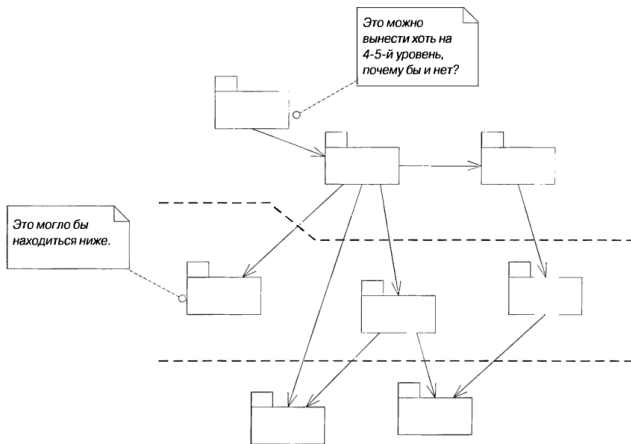 Это можно
вынести хоть на
4-5-й уровень,
почему бы и нет?
Это могло бы
находиться ниже.